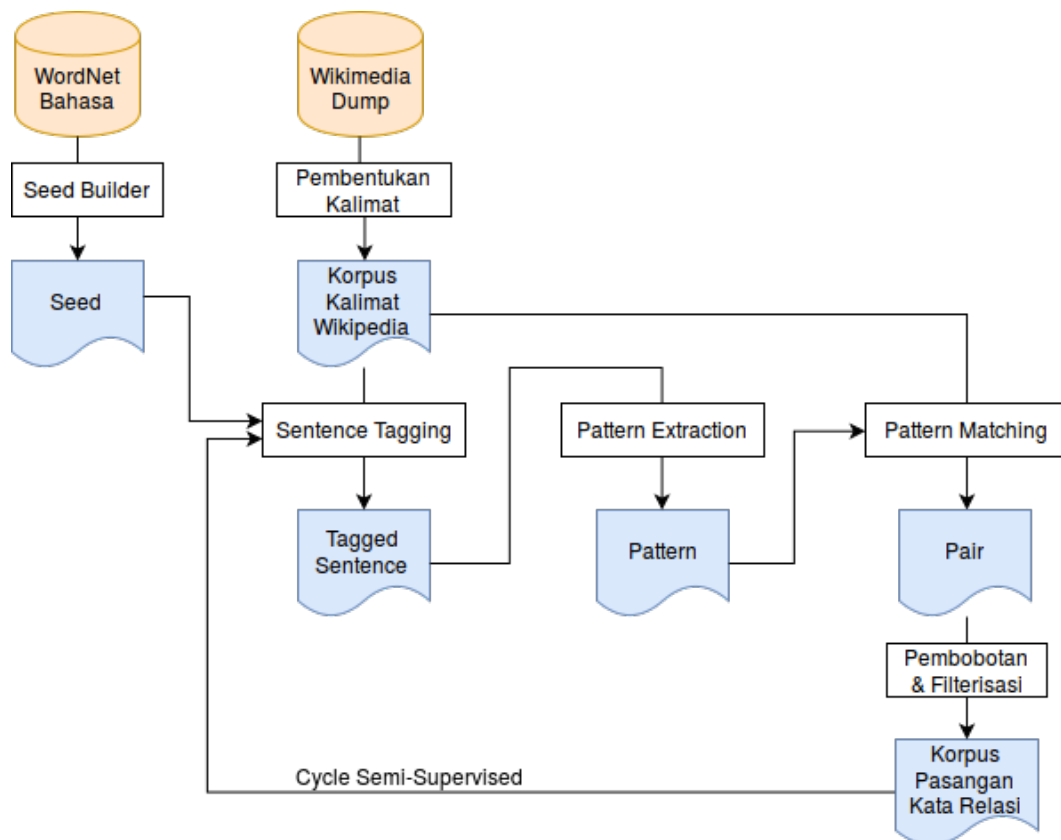 WordNet
Bahasa
Wikimedia
Dump
Seed Builder
Pembentukan
Kalimat
Seed
Korpus
Kalimat
Wikipedia
Sentence Tagging
Pattern Extraction
Pattern Matching
Tagged
Sentence
Pattern
Pair
Pembobotan
& Filterisasi
Cycle Semi-Supervised
Korpus
Pasangan
Kata Relasi